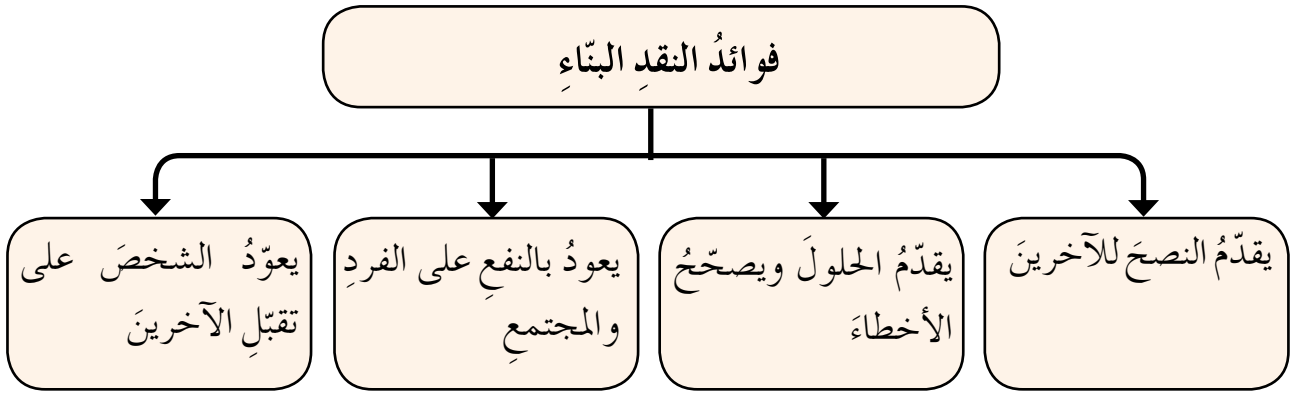 فوائدُ النقدِ البنّاءِ
يقدّمُ النصحَ للآخرينَ
يقدّمُ الحلولَ ويصحّحُ
الأخطاءَ
يعودُ بالنفعِ على الفردِ
والمجتمعِ
يعوّدُ الشخصَ على
تقبّلِ الآخرينَ